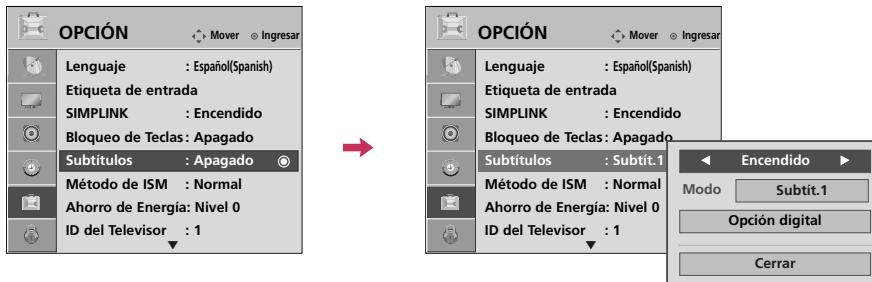 OPCIÓN Mover Ingresar
Lenguaje : Español(Spanish)
Etiqueta de entrada
SIMPLINK : Encendido
Bloqueo de Teclas: Apagado
Subtítulos : Apagado
Método de ISM : Normal
Ahorro de Energía: Nivel 0
ID del Televisor : 1
OPCIÓN Mover Ingresar
Lenguaje : Español(Spanish)
Etiqueta de entrada
SIMPLINK : Encendido
Bloqueo de Teclas: Apagado
Subtítulos : Subtít.1
Método de ISM : Normal
Ahorro de Energía: Nivel 0
ID del Televisor : 1
Encendido
Modo Subtít.1
Opción digital
Cerrar